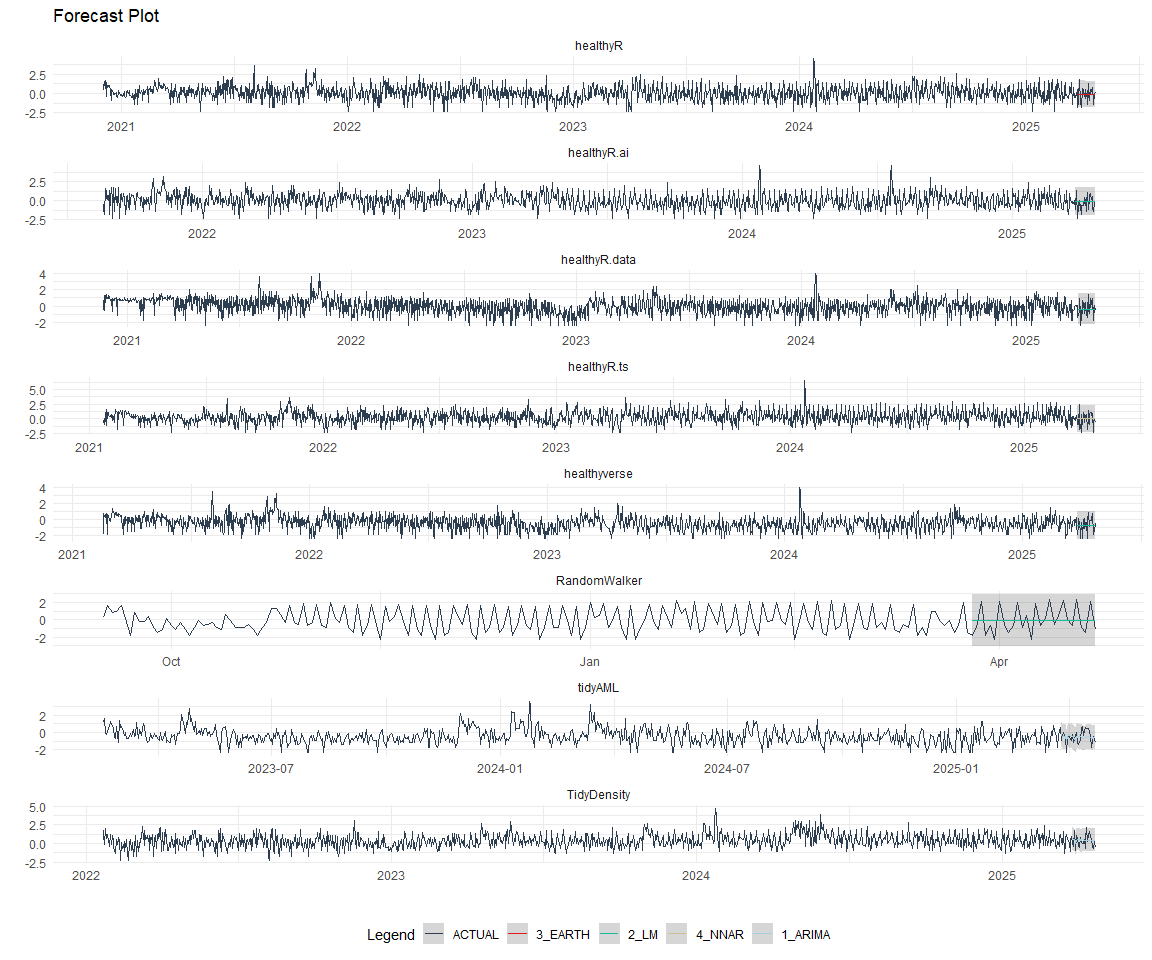 Forecast Plot
healthyR
2.5
0.0
-2.5
2021 2022 2023 2024 2025
healthyR.ai
2.5
0.0
-2.5
2022 2023 2024 2025
healthyR.data
4
2
0
-2
2021 2022 2023 2024 2025
healthyR.ts
5.0
2.5
0.0
-2.5
2021 2022 2023 2024 2025
healthyverse
4
2
0
-2
2021 2022 2023 2024 2025
RandomWalker
2
0
-2
Oct Jan Apr
tidyAML
2
0
-2
2023-07 2024-01 2024-07 2025-01
TidyDensity
5.0
2.5
0.0
-2.5
2022 2023 2024 2025
Legend ACTUAL 3_EARTH 2_LM 4_NNAR 1_ARIMA